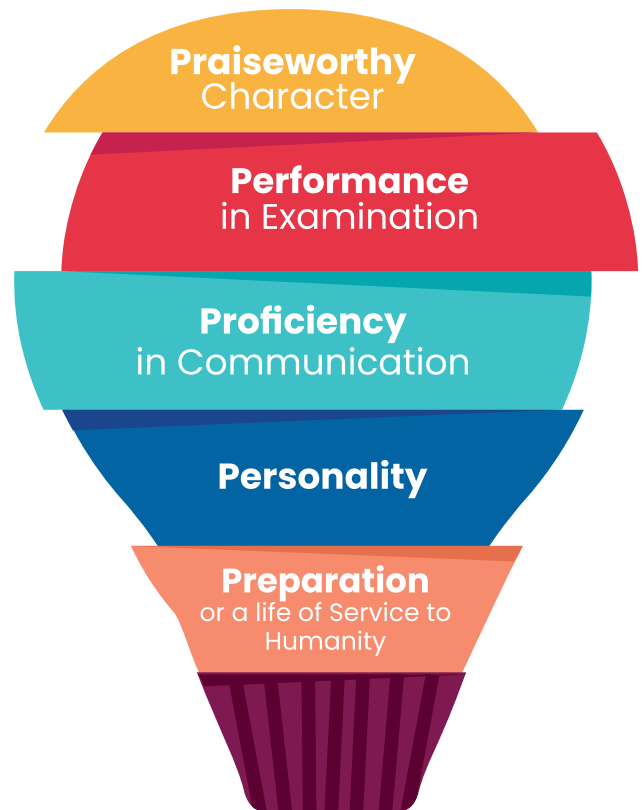 Praiseworthy
Character
Performance
in Examination
Proficiency
in Communication
Personality
Preparation
or a life of Service to
Humanity